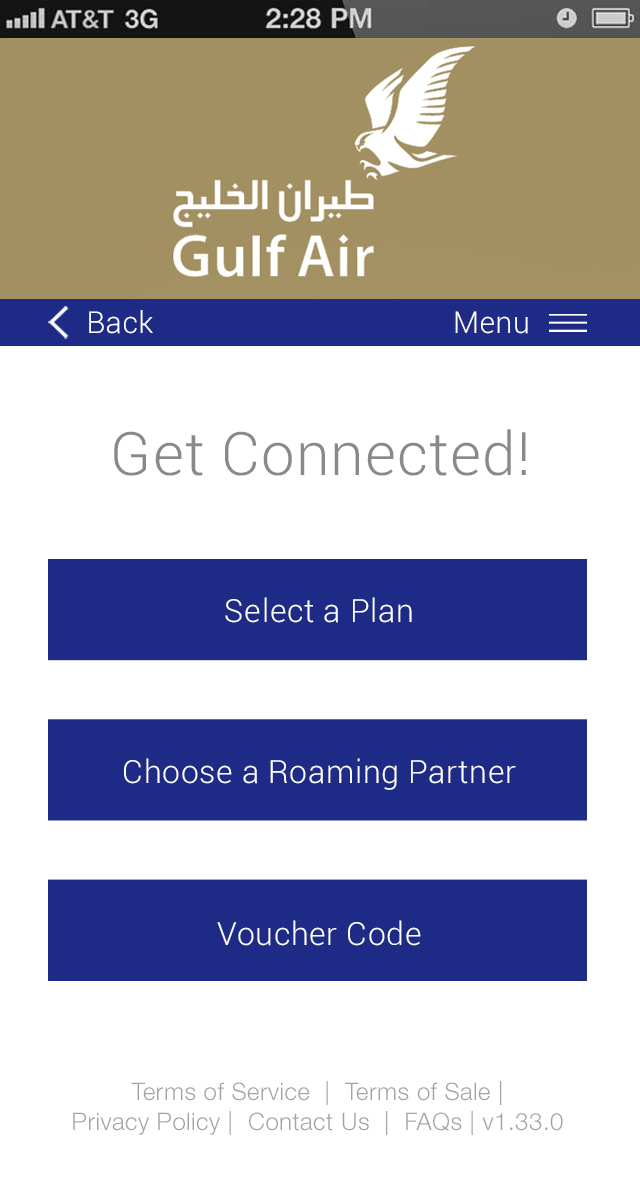 AT&T 3G 2:28 PM
طيران الخليج
Gulf Air
Back Menu
Get Connected!
Select a Plan
Choose a Roaming Partner
Voucher Code
Terms of Service | Terms of Sale |
Privacy Policy | Contact Us | FAQs | v1.33.0